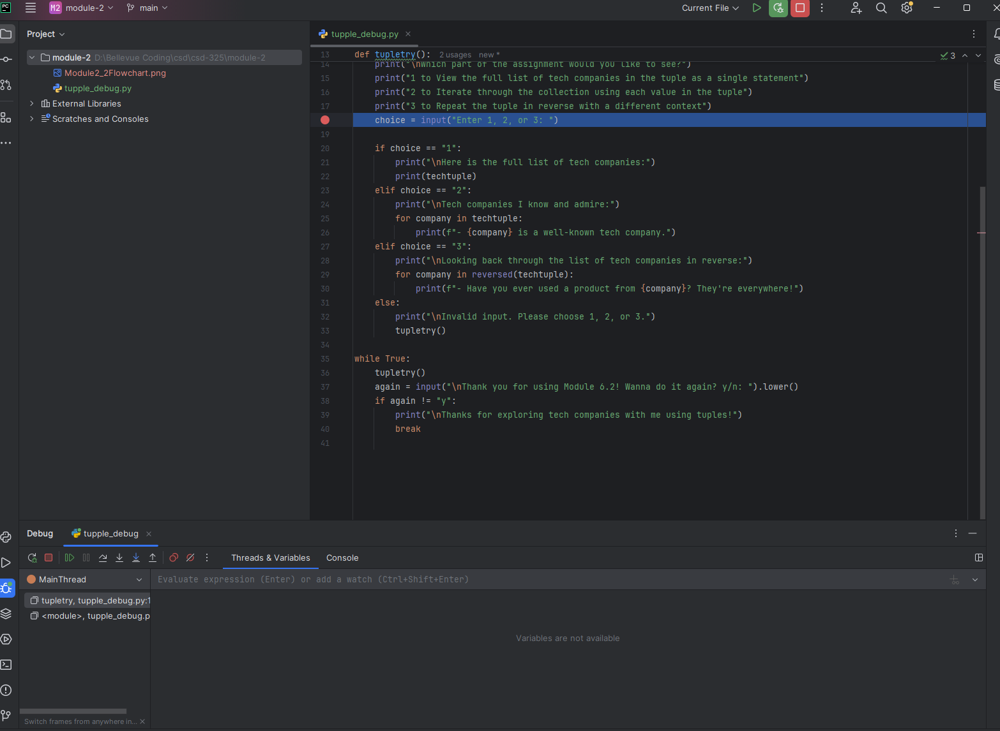 PC M2 module-2 main Current File
Project
tupple_debug.py
module-2 D:\Bellevue Coding\csd\csd-325\module-2
Module2_2Flowchart.png
tupple_debug.py
External Libraries
Scratches and Consoles
13 def tupletry(): 2 usages new * 3
14 print("\nWhich part of the assignment would you like to see?")
15 print("1 to View the full list of tech companies in the tuple as a single statement")
16 print("2 to Iterate through the collection using each value in the tuple")
17 print("3 to Repeat the tuple in reverse with a different context")
choice = input("Enter 1, 2, or 3: ")
19
20 if choice == "1":
21 print("\nHere is the full list of tech companies:")
22 print(techtuple)
23 elif choice == "2":
24 print("\nTech companies I know and admire:")
25 for company in techtuple:
26 print(f"- {company} is a well-known tech company.")
27 elif choice == "3":
28 print("\nLooking back through the list of tech companies in reverse:")
29 for company in reversed(techtuple):
30 print(f"- Have you ever used a product from {company}? They're everywhere!")
31 else:
32 print("\nInvalid input. Please choose 1, 2, or 3.")
33 tupletry()
34
35 while True:
36 tupletry()
37 again = input("\nThank you for using Module 6.2! Wanna do it again? y/n: ").lower()
38 if again != "y":
39 print("\nThanks for exploring tech companies with me using tuples!")
40 break
41
Debug tupple_debug
Threads & Variables Console
MainThread Evaluate expression (Enter) or add a watch (Ctrl+Shift+Enter)
tupletry, tupple_debug.py:1
<module>, tupple_debug.p
Variables are not available
Switch frames from anywhere in...